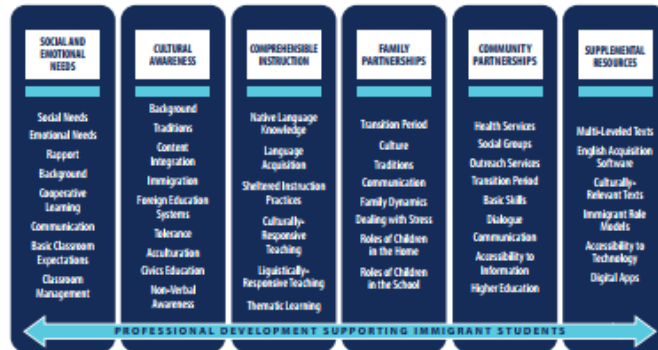 SOCIAL AND
EMOTIONAL
NEEDS
Social Needs
Emotional Needs
Rapport
Background
Cooperative
Learning
Communication
Basic Classroom
Expectations
Classroom
Management
CULTURAL
AWARENESS
Background
Traditions
Content
Integration
Immigration
Foreign Education
Systems
Tolerance
Acculturation
Civics Education
Non-Verbal
Awareness
COMPREHENSIBLE
INSTRUCTION
Native Language
Knowledge
Language
Acquisition
Sheltered Instruction
Practices
Culturally-
Responsive
Teaching
Liguistically-
Responsive Teaching
Thematic Learning
FAMILY
PARTNERSHIPS
Transition Period
Culture
Traditions
Communication
Family Dynamics
Dealing with Stress
Roles of Children
in the Home
Roles of Children
in the School
COMMUNITY
PARTNERSHIPS
Health Services
Social Groups
Outreach Services
Transition Period
Basic Skills
Dialogue
Communication
Accessibility to
Information
Higher Education
SUPPLEMENTAL
RESOURCES
Multi-Leveled Texts
English Acquisition
Software
Culturally-
Relevant Texts
Immigrant Role
Models
Accessibility to
Technology
Digital Apps
PROFESSIONAL DEVELOPMENT SUPPORTING IMMIGRANT STUDENTS